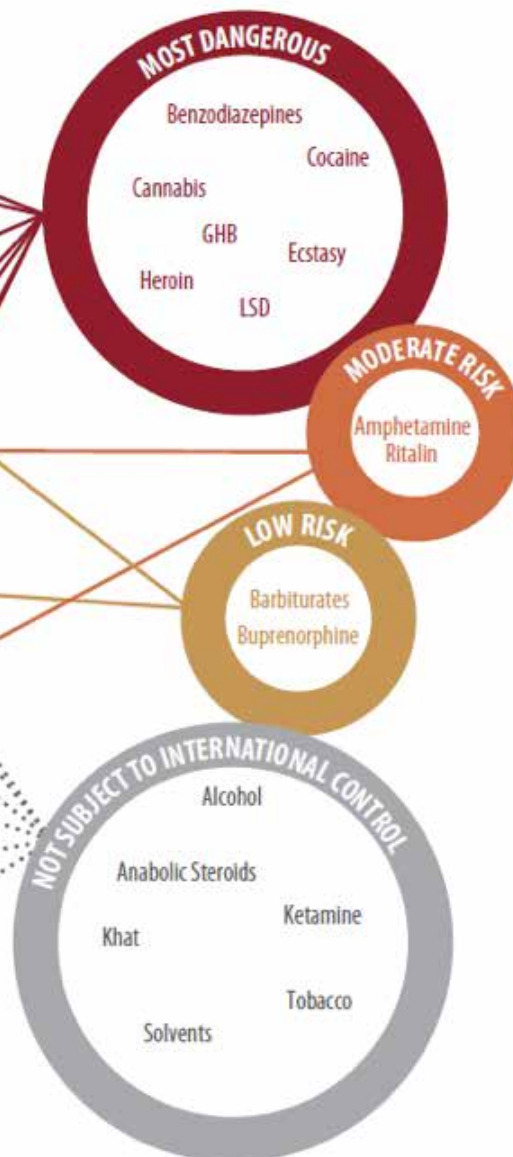 MOST DANGEROUS
Benzodiazepines
Cocaine
Cannabis
GHB
Ecstasy
Heroin
LSD
MODERATE RISK
Amphetamine
Ritalin
LOW RISK
Barbiturates
Buprenorphine
NOT SUBJECT TO INTERNATIONAL CONTROL
Alcohol
Anabolic Steroids
Ketamine
Khat
Tobacco
Solvents